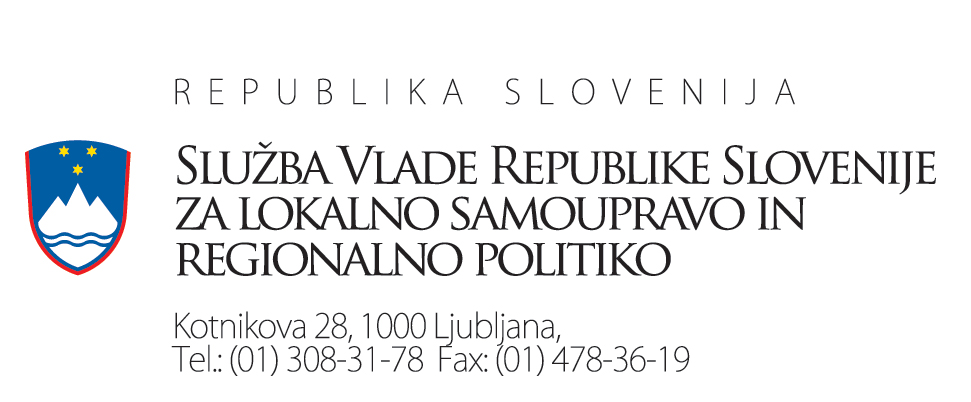 REPUBLIKA SLOVENIJA
SLUŽBA VLADE REPUBLIKE SLOVENIJE
ZA LOKALNO SAMOUPRAVO IN
REGIONALNO POLITIKO
Kotnikova 28, 1000 Ljubljana,
Tel.: (01) 308-31-78 Fax: (01) 478-36-19